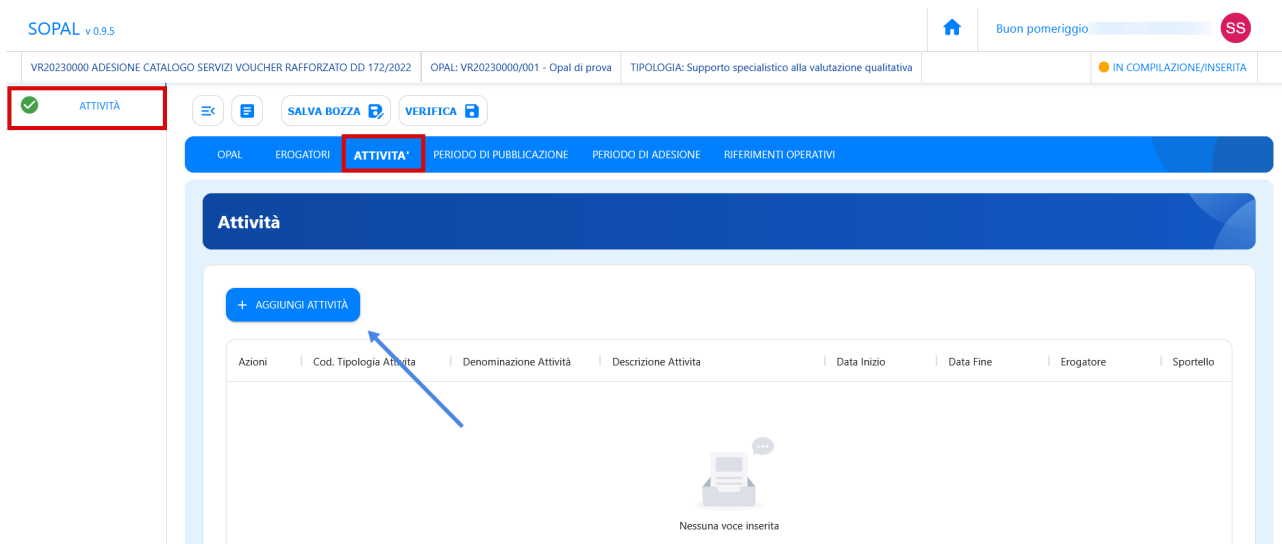 SOPAL v 0.9.5
Buon pomeriggio
SS
VR20230000 ADESIONE CATALOGO SERVIZI VOUCHER RAFFORZATO DD 172/2022
OPAL: VR20230000/001 - Opal di prova
TIPOLOGIA: Supporto specialistico alla valutazione qualitativa
IN COMPILAZIONE/INSERITA
ATTIVITÀ
SALVA BOZZA
VERIFICA
OPAL
EROGATORI
ATTIVITA'
PERIODO DI PUBBLICAZIONE
PERIODO DI ADESIONE
RIFERIMENTI OPERATIVI
Attività
+ AGGIUNGI ATTIVITÀ
Azioni
Cod. Tipologia Attivita
Denominazione Attività
Descrizione Attivita
Data Inizio
Data Fine
Erogatore
Sportello
Nessuna voce inserita